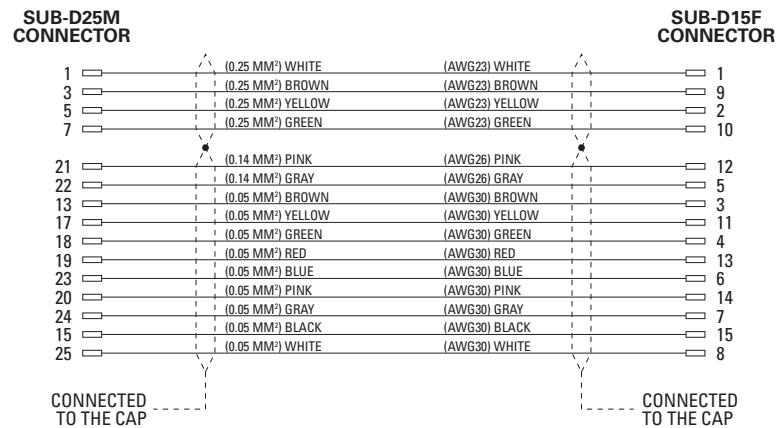 SUB-D25M CONNECTOR SUB-D15F CONNECTOR
1 (0.25 MM²) WHITE (AWG23) WHITE 1
3 (0.25 MM²) BROWN (AWG23) BROWN 9
5 (0.25 MM²) YELLOW (AWG23) YELLOW 2
7 (0.25 MM²) GREEN (AWG23) GREEN 10
21 (0.14 MM²) PINK (AWG26) PINK 12
22 (0.14 MM²) GRAY (AWG26) GRAY 5
13 (0.05 MM²) BROWN (AWG30) BROWN 3
17 (0.05 MM²) YELLOW (AWG30) YELLOW 11
18 (0.05 MM²) GREEN (AWG30) GREEN 4
19 (0.05 MM²) RED (AWG30) RED 13
23 (0.05 MM²) BLUE (AWG30) BLUE 6
20 (0.05 MM²) PINK (AWG30) PINK 14
24 (0.05 MM²) GRAY (AWG30) GRAY 7
15 (0.05 MM²) BLACK (AWG30) BLACK 15
25 (0.05 MM²) WHITE (AWG30) WHITE 8
CONNECTED TO THE CAP CONNECTED TO THE CAP